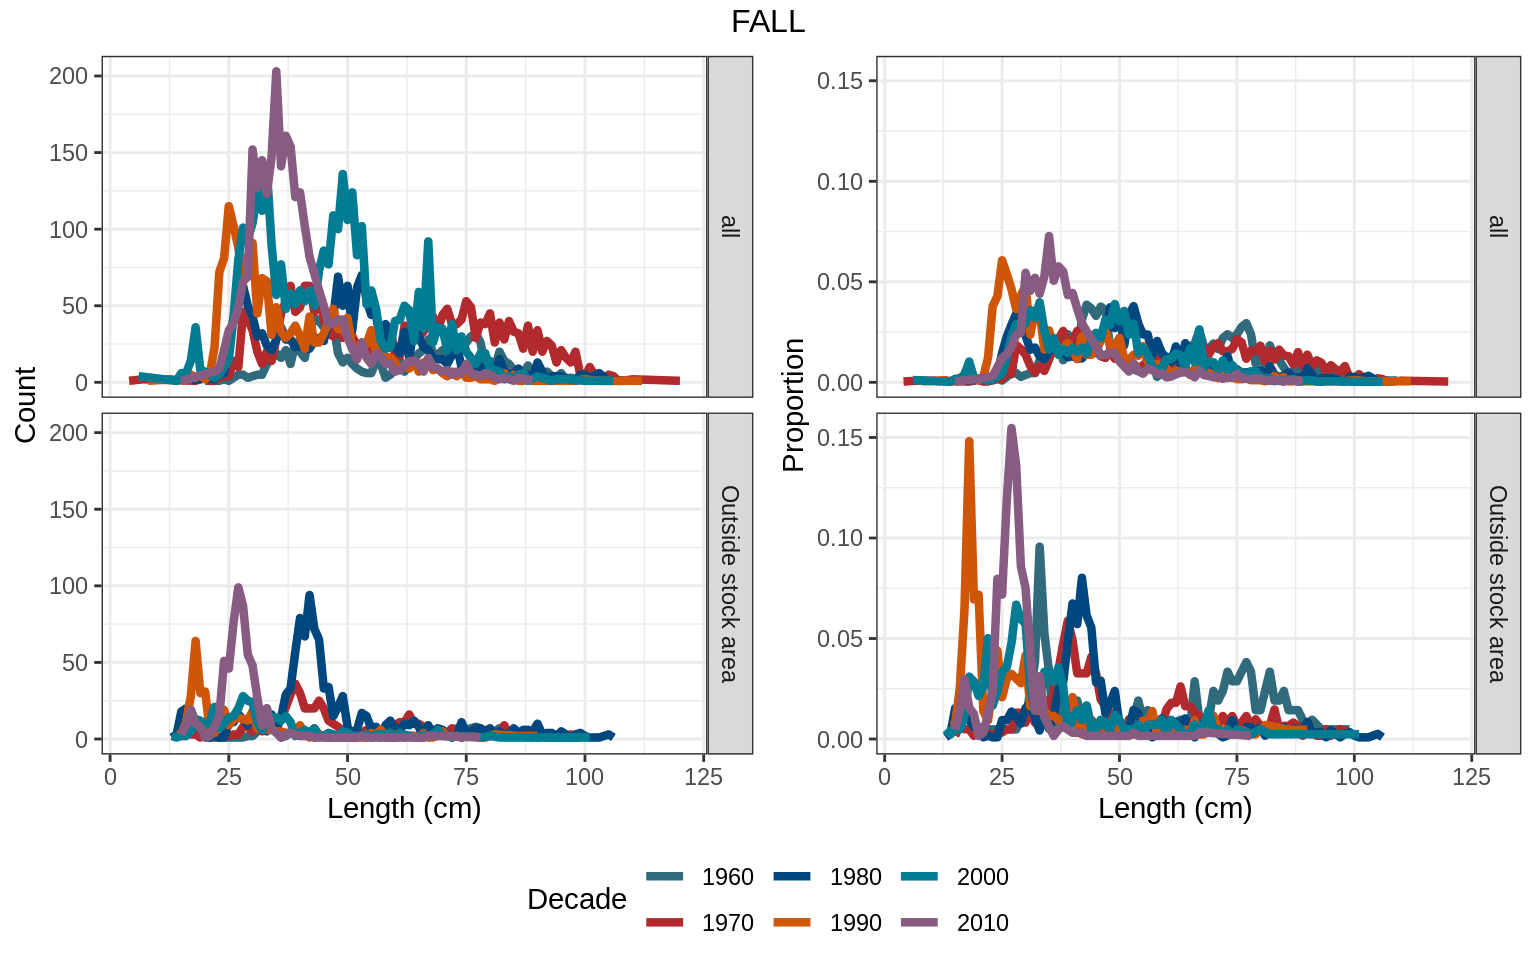 FALL
Count
200
150
100
50
0
all
200
150
100
50
0
Outside stock area
0 25 50 75 100 125
Length (cm)
Proportion
0.15
0.10
0.05
0.00
all
0.15
0.10
0.05
0.00
Outside stock area
0 25 50 75 100 125
Length (cm)
Decade
1960 1980 2000
1970 1990 2010